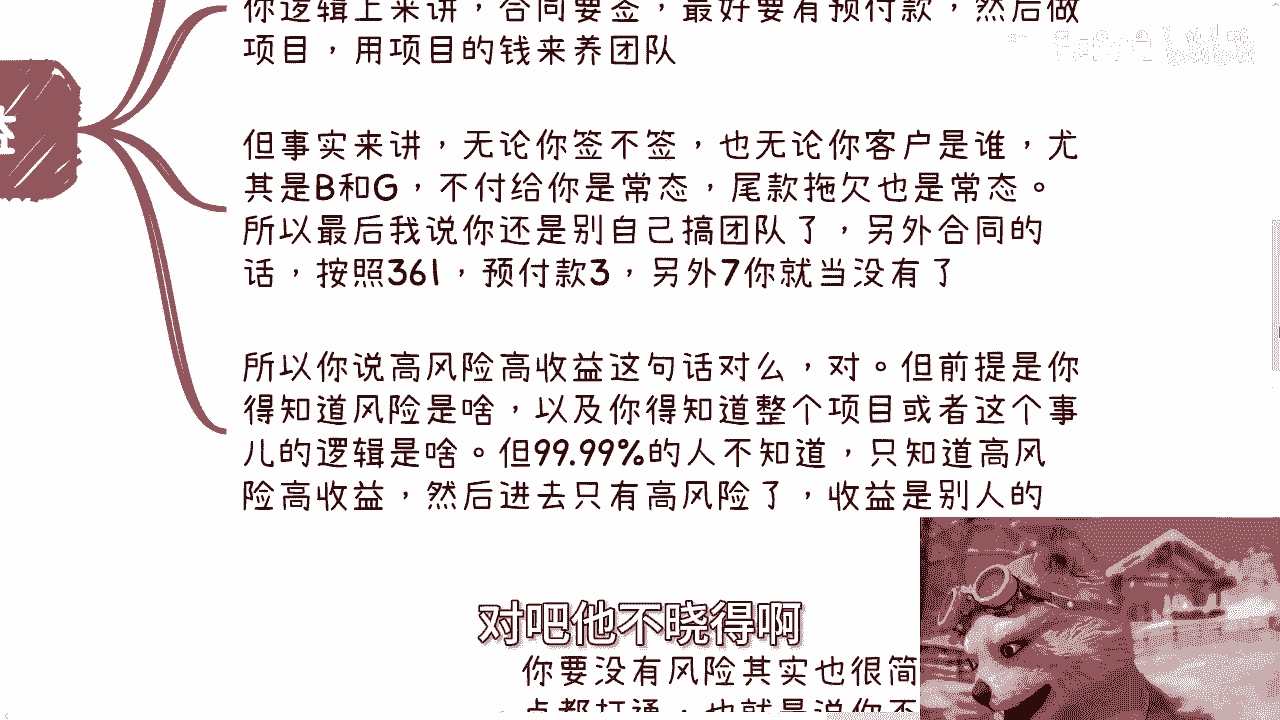 你逻辑上来讲，合同要签，最好要有预付款，然后做
项目，用项目的钱来养团队
但事实来讲，无论你签不签，也无论你客户是谁，尤
其是B和G，不付给你是常态，尾款拖欠也是常态。
所以最后我说你还是别自己搞团队了，另外合同的
话，按照361，预付款3，另外7你就当没有了
所以你说高风险高收益这句话对么，对。但前提是你
得知道风险是啥，以及你得知道整个项目或者这个事
儿的逻辑是啥。但99.99%的人不知道，只知道高风
险高收益，然后进去只有高风险了，收益是别人的
对吧他不晓得啊
你要没有风险其实也很简
点都打通，也就是说你不